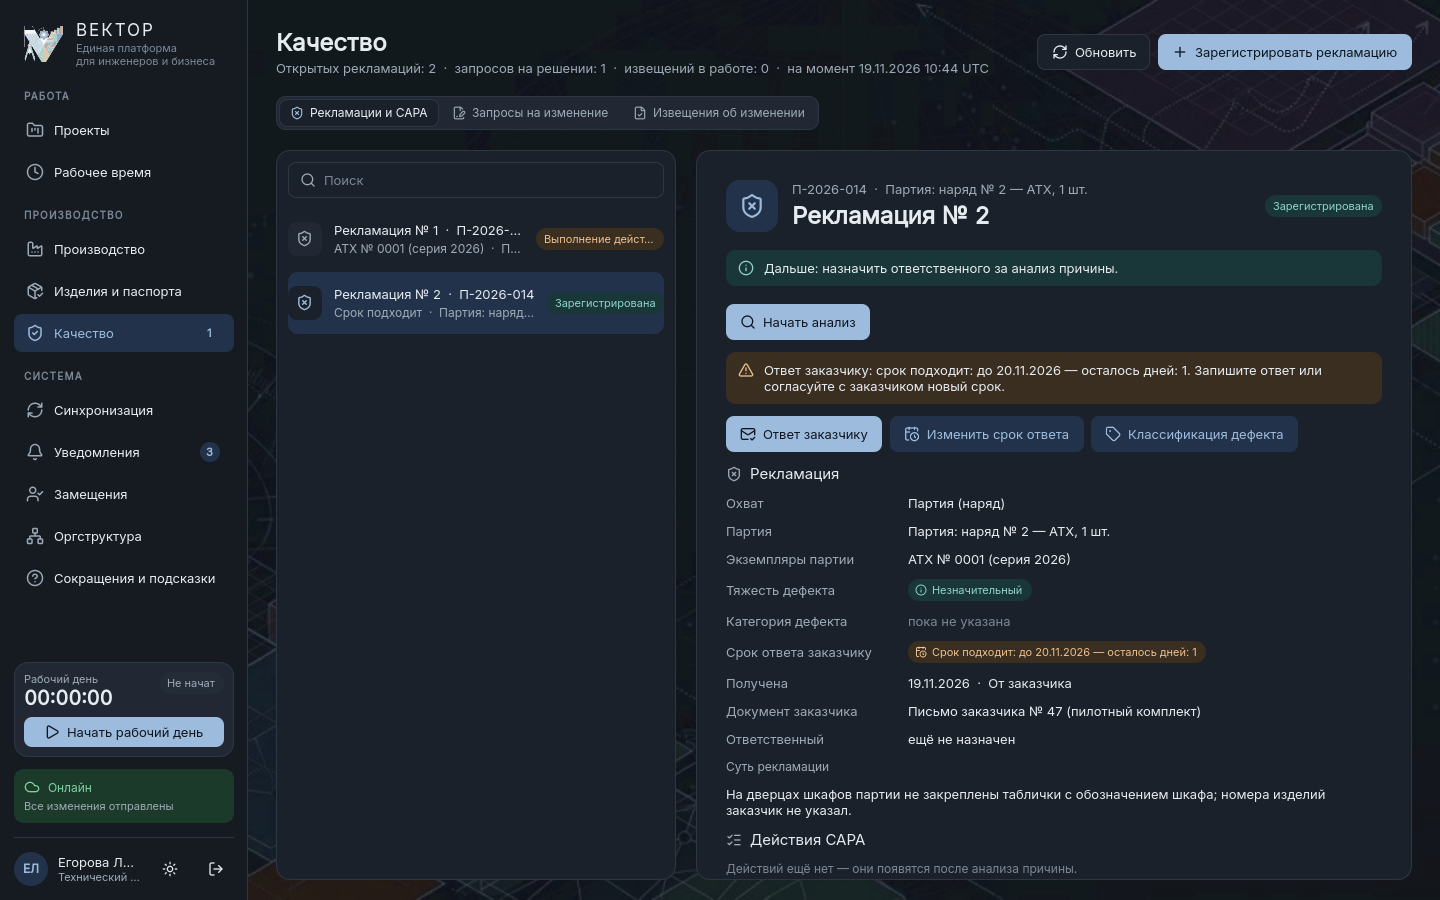 ВЕКТОР
Единая платформа
для инженеров и бизнеса
РАБОТА
Проекты
Рабочее время
ПРОИЗВОДСТВО
Производство
Изделия и паспорта
Качество 1
СИСТЕМА
Синхронизация
Уведомления 3
Замещения
Оргструктура
Сокращения и подсказки
Рабочий день
00:00:00
Не начат
Начать рабочий день
Онлайн
Все изменения отправлены
ЕЛ
Егорова Л...
Технический ...
Качество
Открытых рекламаций: 2 · запросов на решении: 1 · извещений в работе: 0 · на момент 19.11.2026 10:44 UTC
Обновить
Зарегистрировать рекламацию
Рекламации и CAPA
Запросы на изменение
Извещения об изменении
Поиск
Рекламация № 1 · П-2026-...
АТХ № 0001 (серия 2026) · П...
Выполнение дейст...
Рекламация № 2 · П-2026-014
Срок подходит · Партия: наряд...
Зарегистрирована
П-2026-014 · Партия: наряд № 2 — АТХ, 1 шт.
Рекламация № 2
Зарегистрирована
Дальше: назначить ответственного за анализ причины.
Начать анализ
Ответ заказчику: срок подходит: до 20.11.2026 — осталось дней: 1. Запишите ответ или
согласуйте с заказчиком новый срок.
Ответ заказчику
Изменить срок ответа
Классификация дефекта
Рекламация
Охват Партия (наряд)
Партия Партия: наряд № 2 — АТХ, 1 шт.
Экземпляры партии АТХ № 0001 (серия 2026)
Тяжесть дефекта Незначительный
Категория дефекта пока не указана
Срок ответа заказчику Срок подходит: до 20.11.2026 — осталось дней: 1
Получена 19.11.2026 · От заказчика
Документ заказчика Письмо заказчика № 47 (пилотный комплект)
Ответственный ещё не назначен
Суть рекламации
На дверцах шкафов партии не закреплены таблички с обозначением шкафа; номера изделий
заказчик не указал.
Действия CAPA
Действий ещё нет — они появятся после анализа причины.